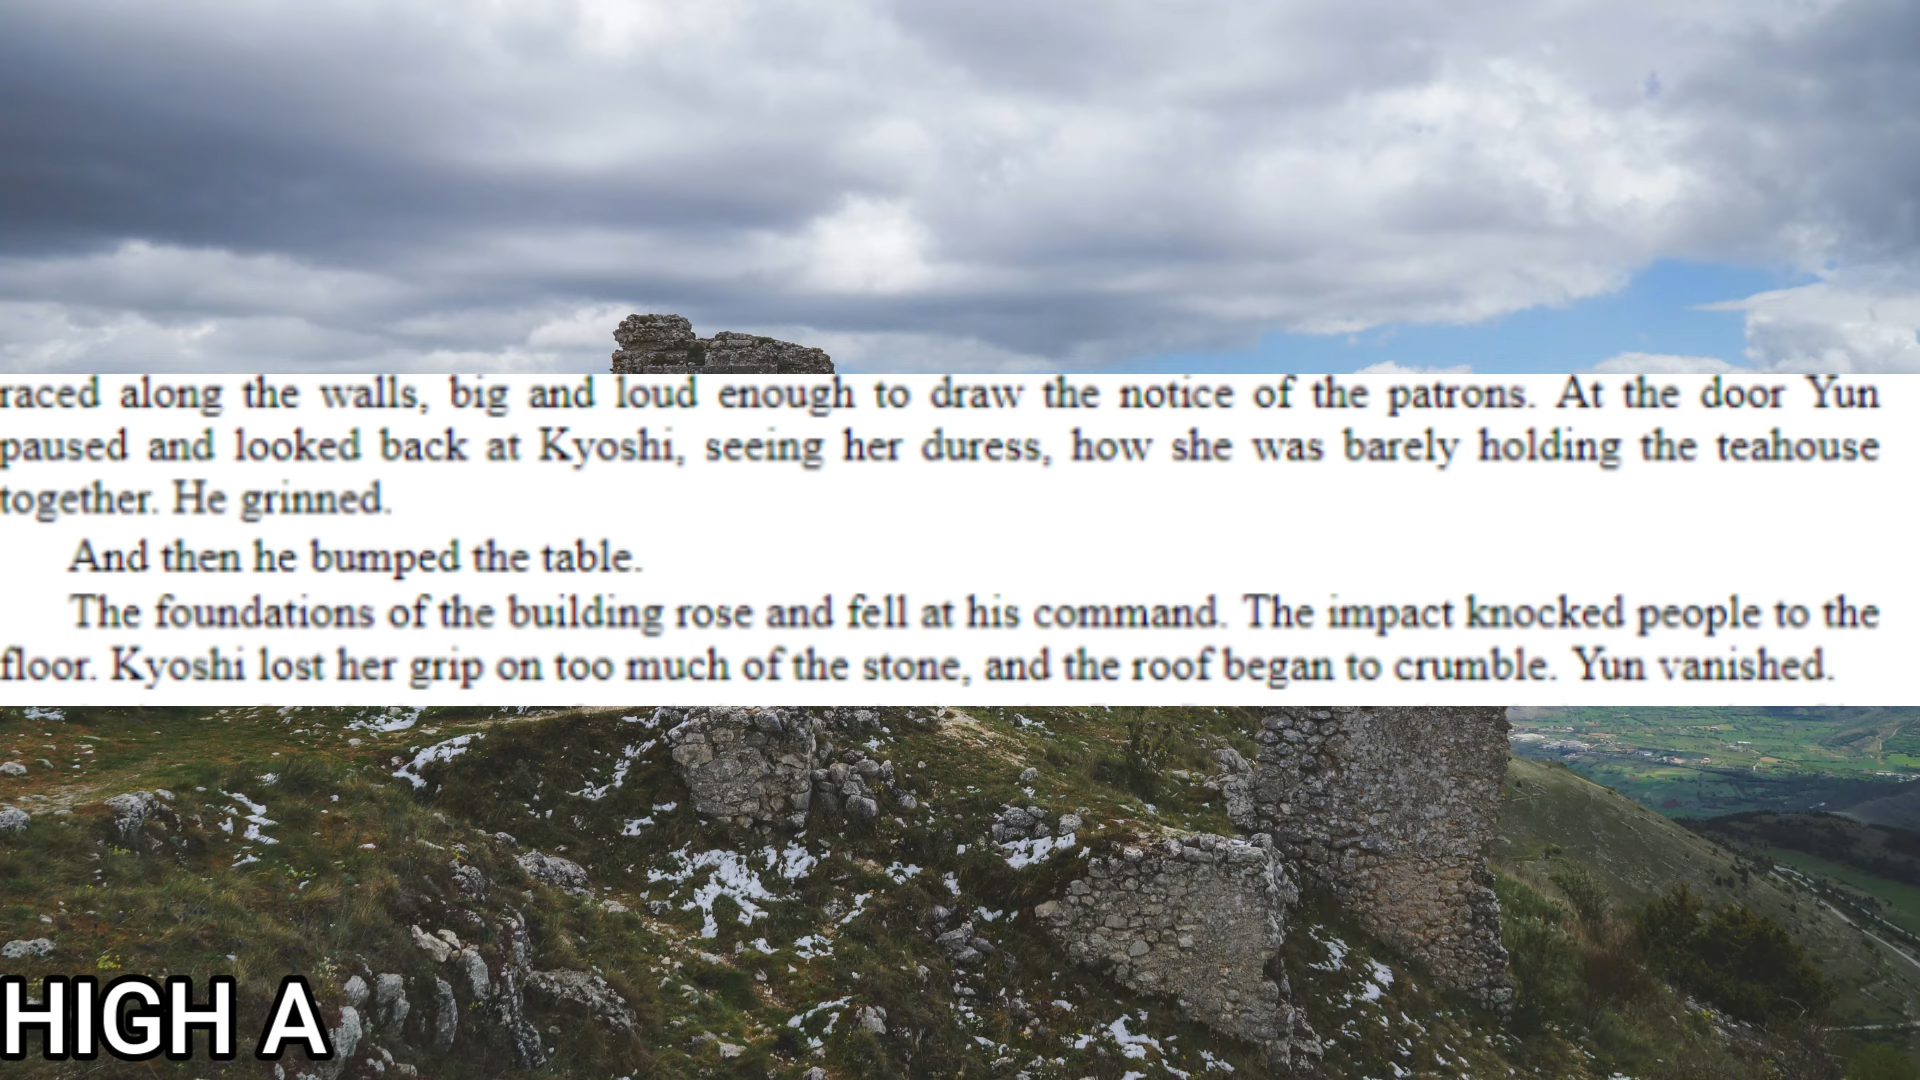 raced along the walls, big and loud enough to draw the notice of the patrons. At the door Yun
paused and looked back at Kyoshi, seeing her duress, how she was barely holding the teahouse
together. He grinned.
And then he bumped the table.
The foundations of the building rose and fell at his command. The impact knocked people to the
floor. Kyoshi lost her grip on too much of the stone, and the roof began to crumble. Yun vanished.
HIGH A